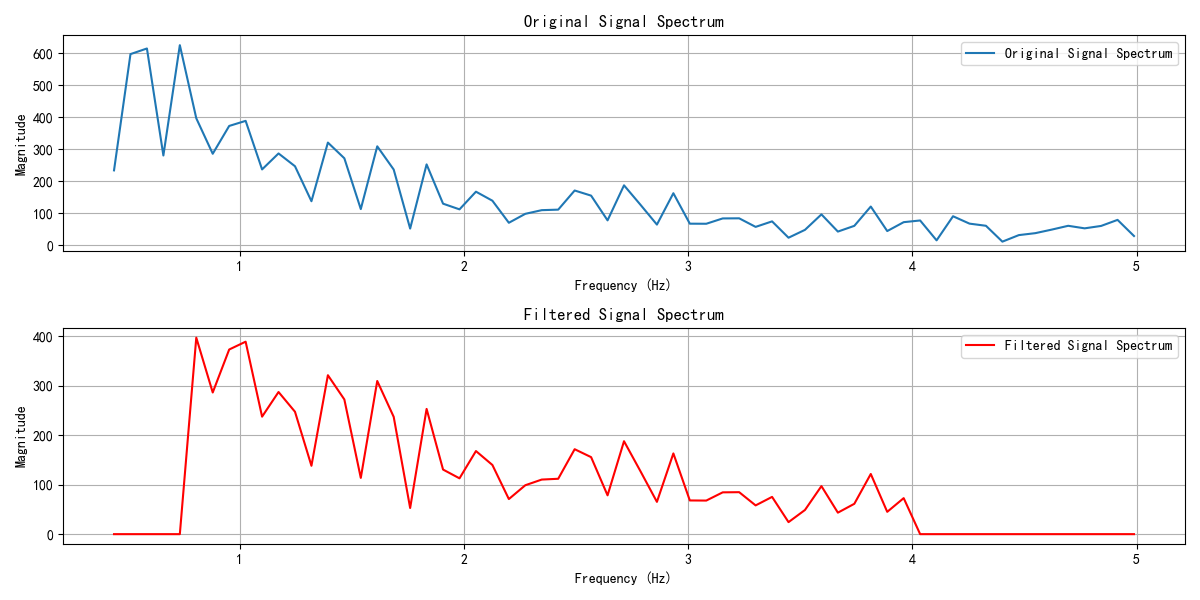 Original Signal Spectrum
Original Signal Spectrum
Magnitude
600
500
400
300
200
100
0
1
2
3
4
5
Frequency (Hz)
Filtered Signal Spectrum
Filtered Signal Spectrum
Magnitude
400
300
200
100
0
1
2
3
4
5
Frequency (Hz)